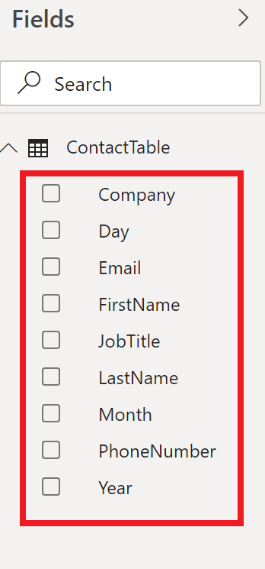 Fields
Search
ContactTable
Company
Day
Email
FirstName
JobTitle
LastName
Month
PhoneNumber
Year